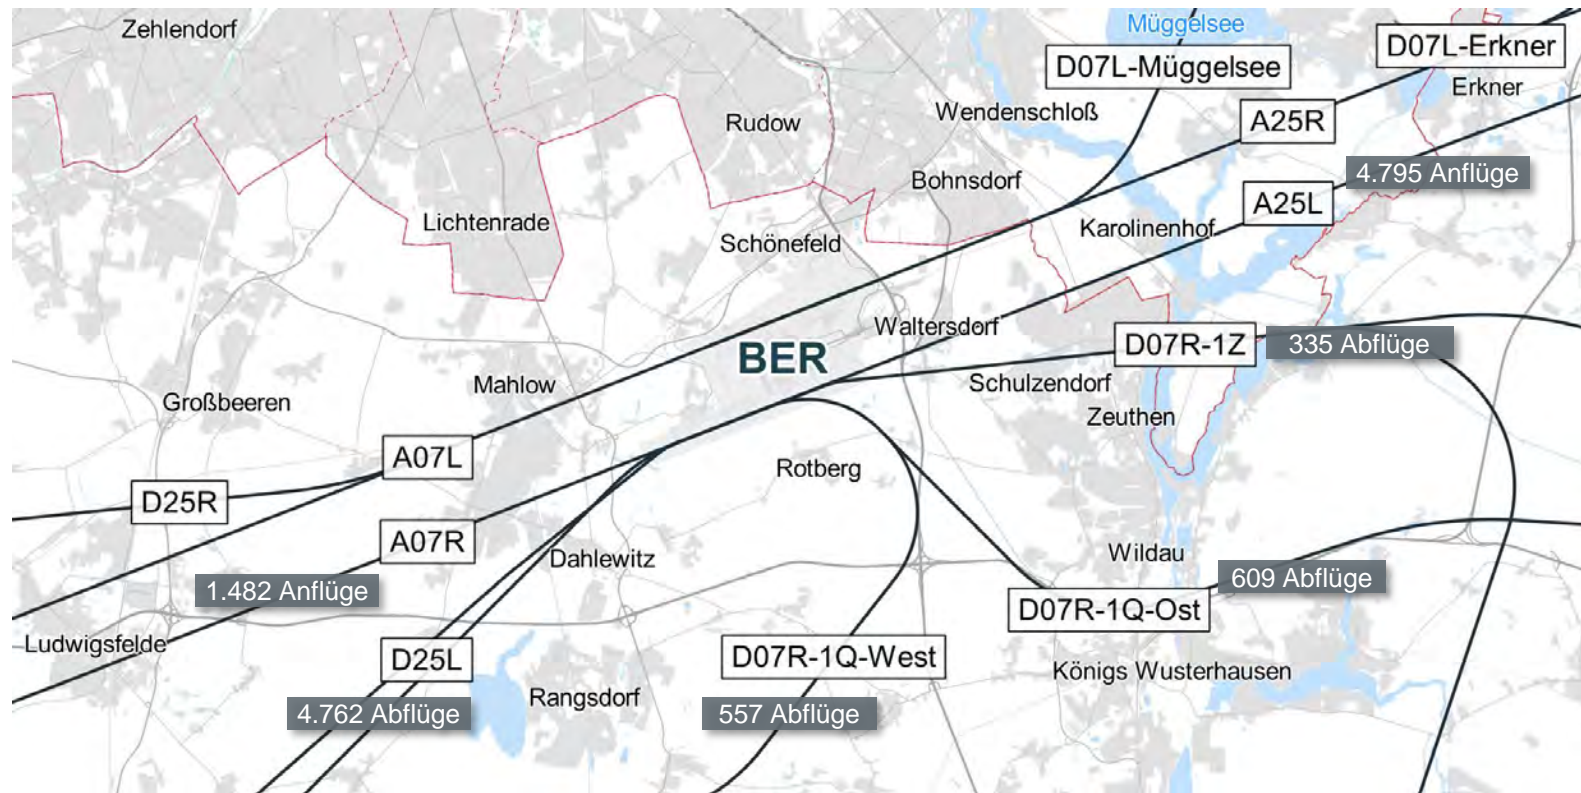 Zehlendorf
Müggelsee
D07L-Erkner
D07L-Müggelsee
Erkner
Wendenschloß
A25R
Rudow
4.795 Anflüge
Bohnsdorf
A25L
Lichtenrade
Karolinenhof
Schönefeld
Waltersdorf
D07R-1Z
335 Abflüge
BER
Mahlow
Schulzendorf
Großbeeren
Zeuthen
A07L
Rotberg
D25R
A07R
Dahlewitz
Wildau
1.482 Anflüge
609 Abflüge
D07R-1Q-Ost
Ludwigsfelde
D25L
D07R-1Q-West
Königs Wusterhausen
Rangsdorf
4.762 Abflüge
557 Abflüge